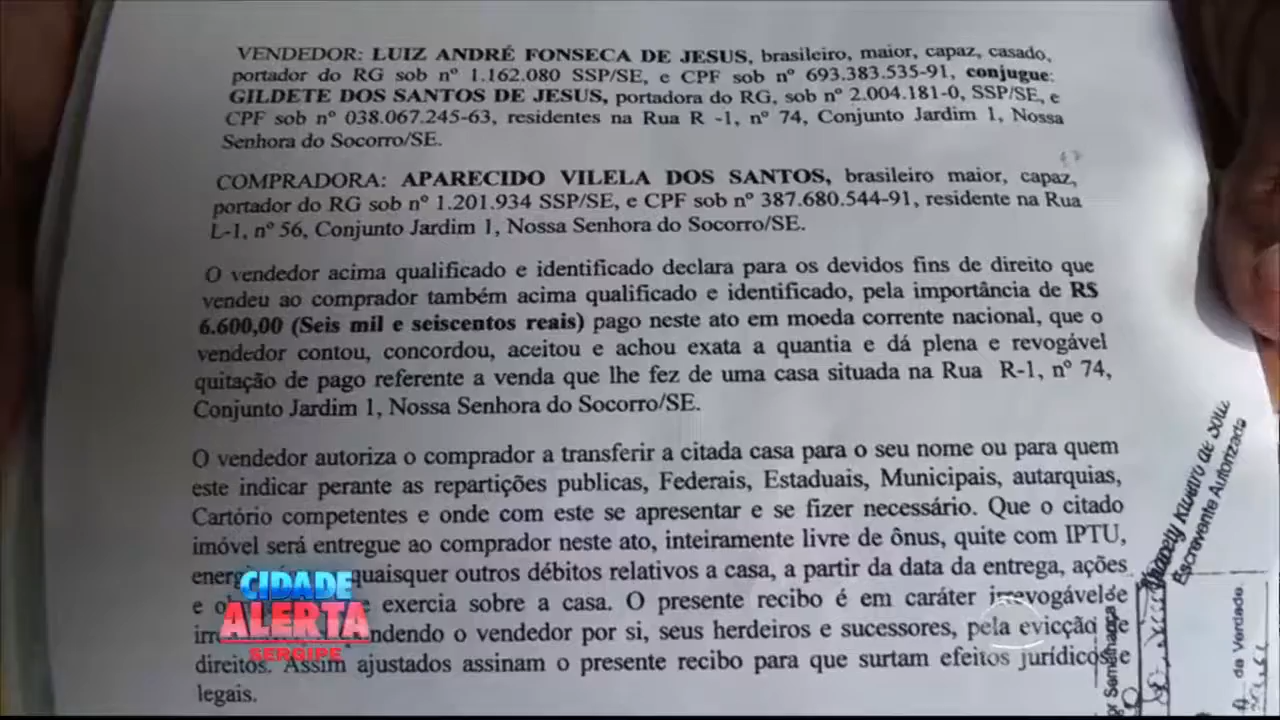 VENDEDOR: LUIZ ANDRÉ FONSECA DE JESUS, brasileiro, maior, capaz, casado,
portador do RG sob nº 1.162.080 SSP/SE, e CPF sob nº 693.383.535-91, conjugue:
GILDETE DOS SANTOS DE JESUS, portadora do RG, sob nº 2.004.181-0, SSP/SE, e
CPF sob nº 038.067.245-63, residentes na Rua R -1, nº 74, Conjunto Jardim 1, Nossa
Senhora do Socorro/SE.
COMPRADORA: APARECIDO VILELA DOS SANTOS, brasileiro maior, capaz,
portador do RG sob nº 1.201.934 SSP/SE, e CPF sob nº 387.680.544-91, residente na Rua
L-1, nº 56, Conjunto Jardim 1, Nossa Senhora do Socorro/SE.
O vendedor acima qualificado e identificado declara para os devidos fins de direito que
vendeu ao comprador também acima qualificado e identificado, pela importância de R$
6.600,00 (Seis mil e seiscentos reais) pago neste ato em moeda corrente nacional, que o
vendedor contou, concordou, aceitou e achou exata a quantia e dá plena e revogável
quitação de pago referente a venda que lhe fez de uma casa situada na Rua R-1, nº 74,
Conjunto Jardim 1, Nossa Senhora do Socorro/SE.
O vendedor autoriza o comprador a transferir a citada casa para o seu nome ou para quem
este indicar perante as repartições publicas, Federais, Estaduais, Municipais, autarquias,
Cartório competentes e onde com este se apresentar e se fizer necessário. Que o citado
imóvel será entregue ao comprador neste ato, inteiramente livre de ônus, quite com IPTU,
quaisquer outros débitos relativos a casa, a partir da data da entrega, ações
e exercia sobre a casa. O presente recibo é em caráter irrevogável e
o vendedor por si, seus herdeiros e sucessores, pela evicção de
direitos. Assim ajustados assinam o presente recibo para que surtam efeitos jurídicos e
legais.
CIDADE
ALERTA
SERGIPE
Escrevente Autorizada
Semelhança
da Verdade